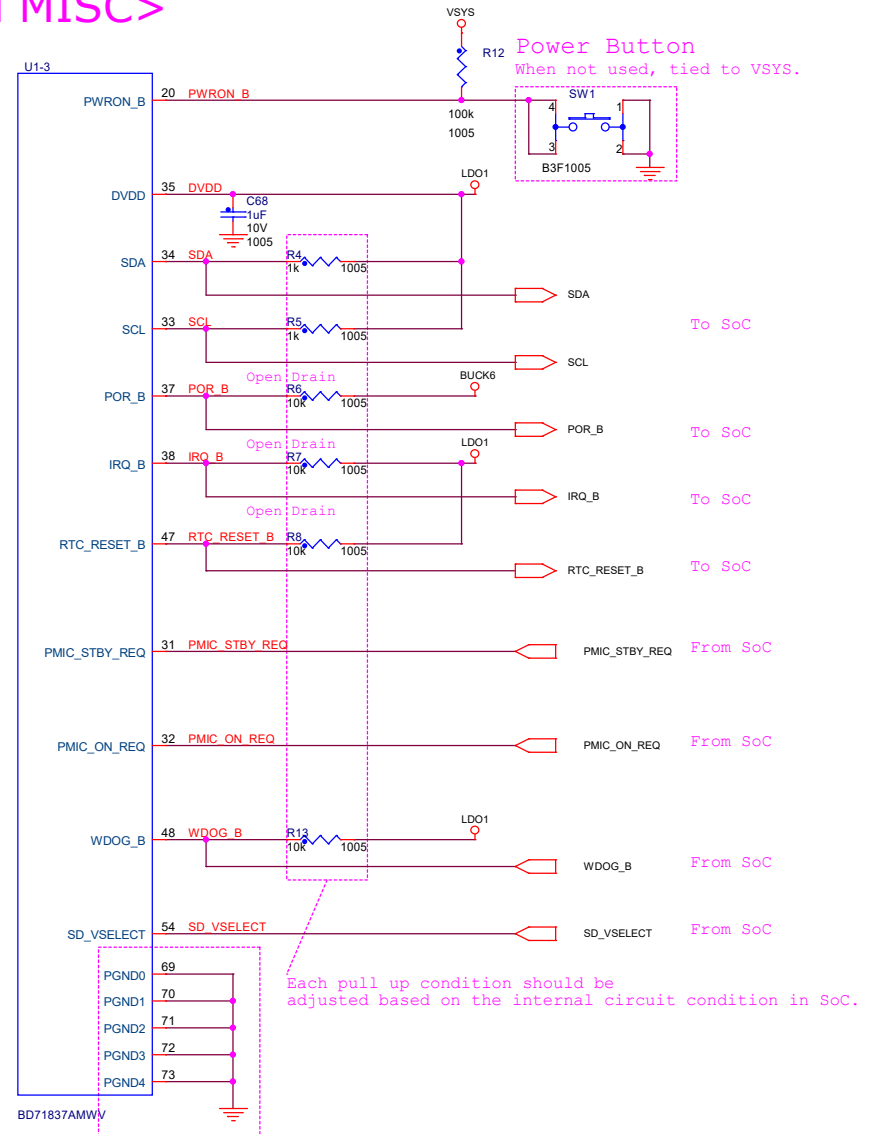 MISC>
VSYS
R12
100k
1005
Power Button
When not used, tied to VSYS.
SW1
4
1
3
2
B3F1005
U1-3
PWRON_B
20
PWRON_B
LDO1
DVDD
35
DVDD
C68
1uF
10V
1005
SDA
34
SDA
R4
1k
1005
SDA
SCL
33
SCL
R5
1k
1005
To SoC
SCL
Open Drain
BUCK6
POR_B
37
POR_B
R6
10k
1005
POR_B
To SoC
Open Drain
LDO1
IRQ_B
38
IRQ_B
R7
10k
1005
IRQ_B
To SoC
Open Drain
RTC_RESET_B
47
RTC_RESET_B
R8
10k
1005
RTC_RESET_B
To SoC
PMIC_STBY_REQ
31
PMIC_STBY_REQ
PMIC_STBY_REQ
From SoC
PMIC_ON_REQ
32
PMIC_ON_REQ
PMIC_ON_REQ
From SoC
LDO1
WDOG_B
48
WDOG_B
R13
10k
1005
WDOG_B
From SoC
SD_VSELECT
54
SD_VSELECT
SD_VSELECT
From SoC
PGND0
69
PGND1
70
PGND2
71
PGND3
72
PGND4
73
Each pull up condition should be
adjusted based on the internal circuit condition in SoC.
BD71837AMWV